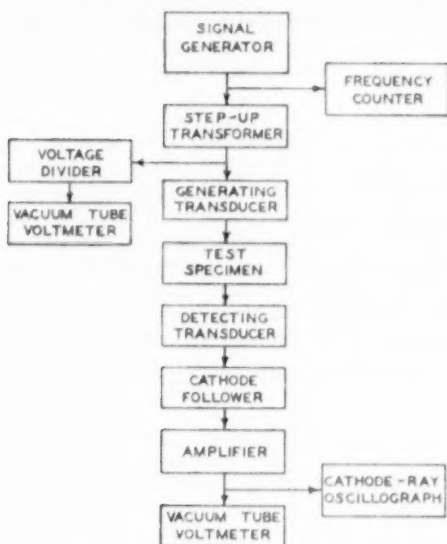 SIGNAL
GENERATOR
FREQUENCY
COUNTER
STEP-UP
TRANSFORMER
VOLTAGE
DIVIDER
GENERATING
TRANSDUCER
VACUUM TUBE
VOLTMETER
TEST
SPECIMEN
DETECTING
TRANSDUCER
CATHODE
FOLLOWER
AMPLIFIER
CATHODE-RAY
OSCILLOGRAPH
VACUUM TUBE
VOLTMETER